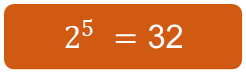 2⁵ = 32